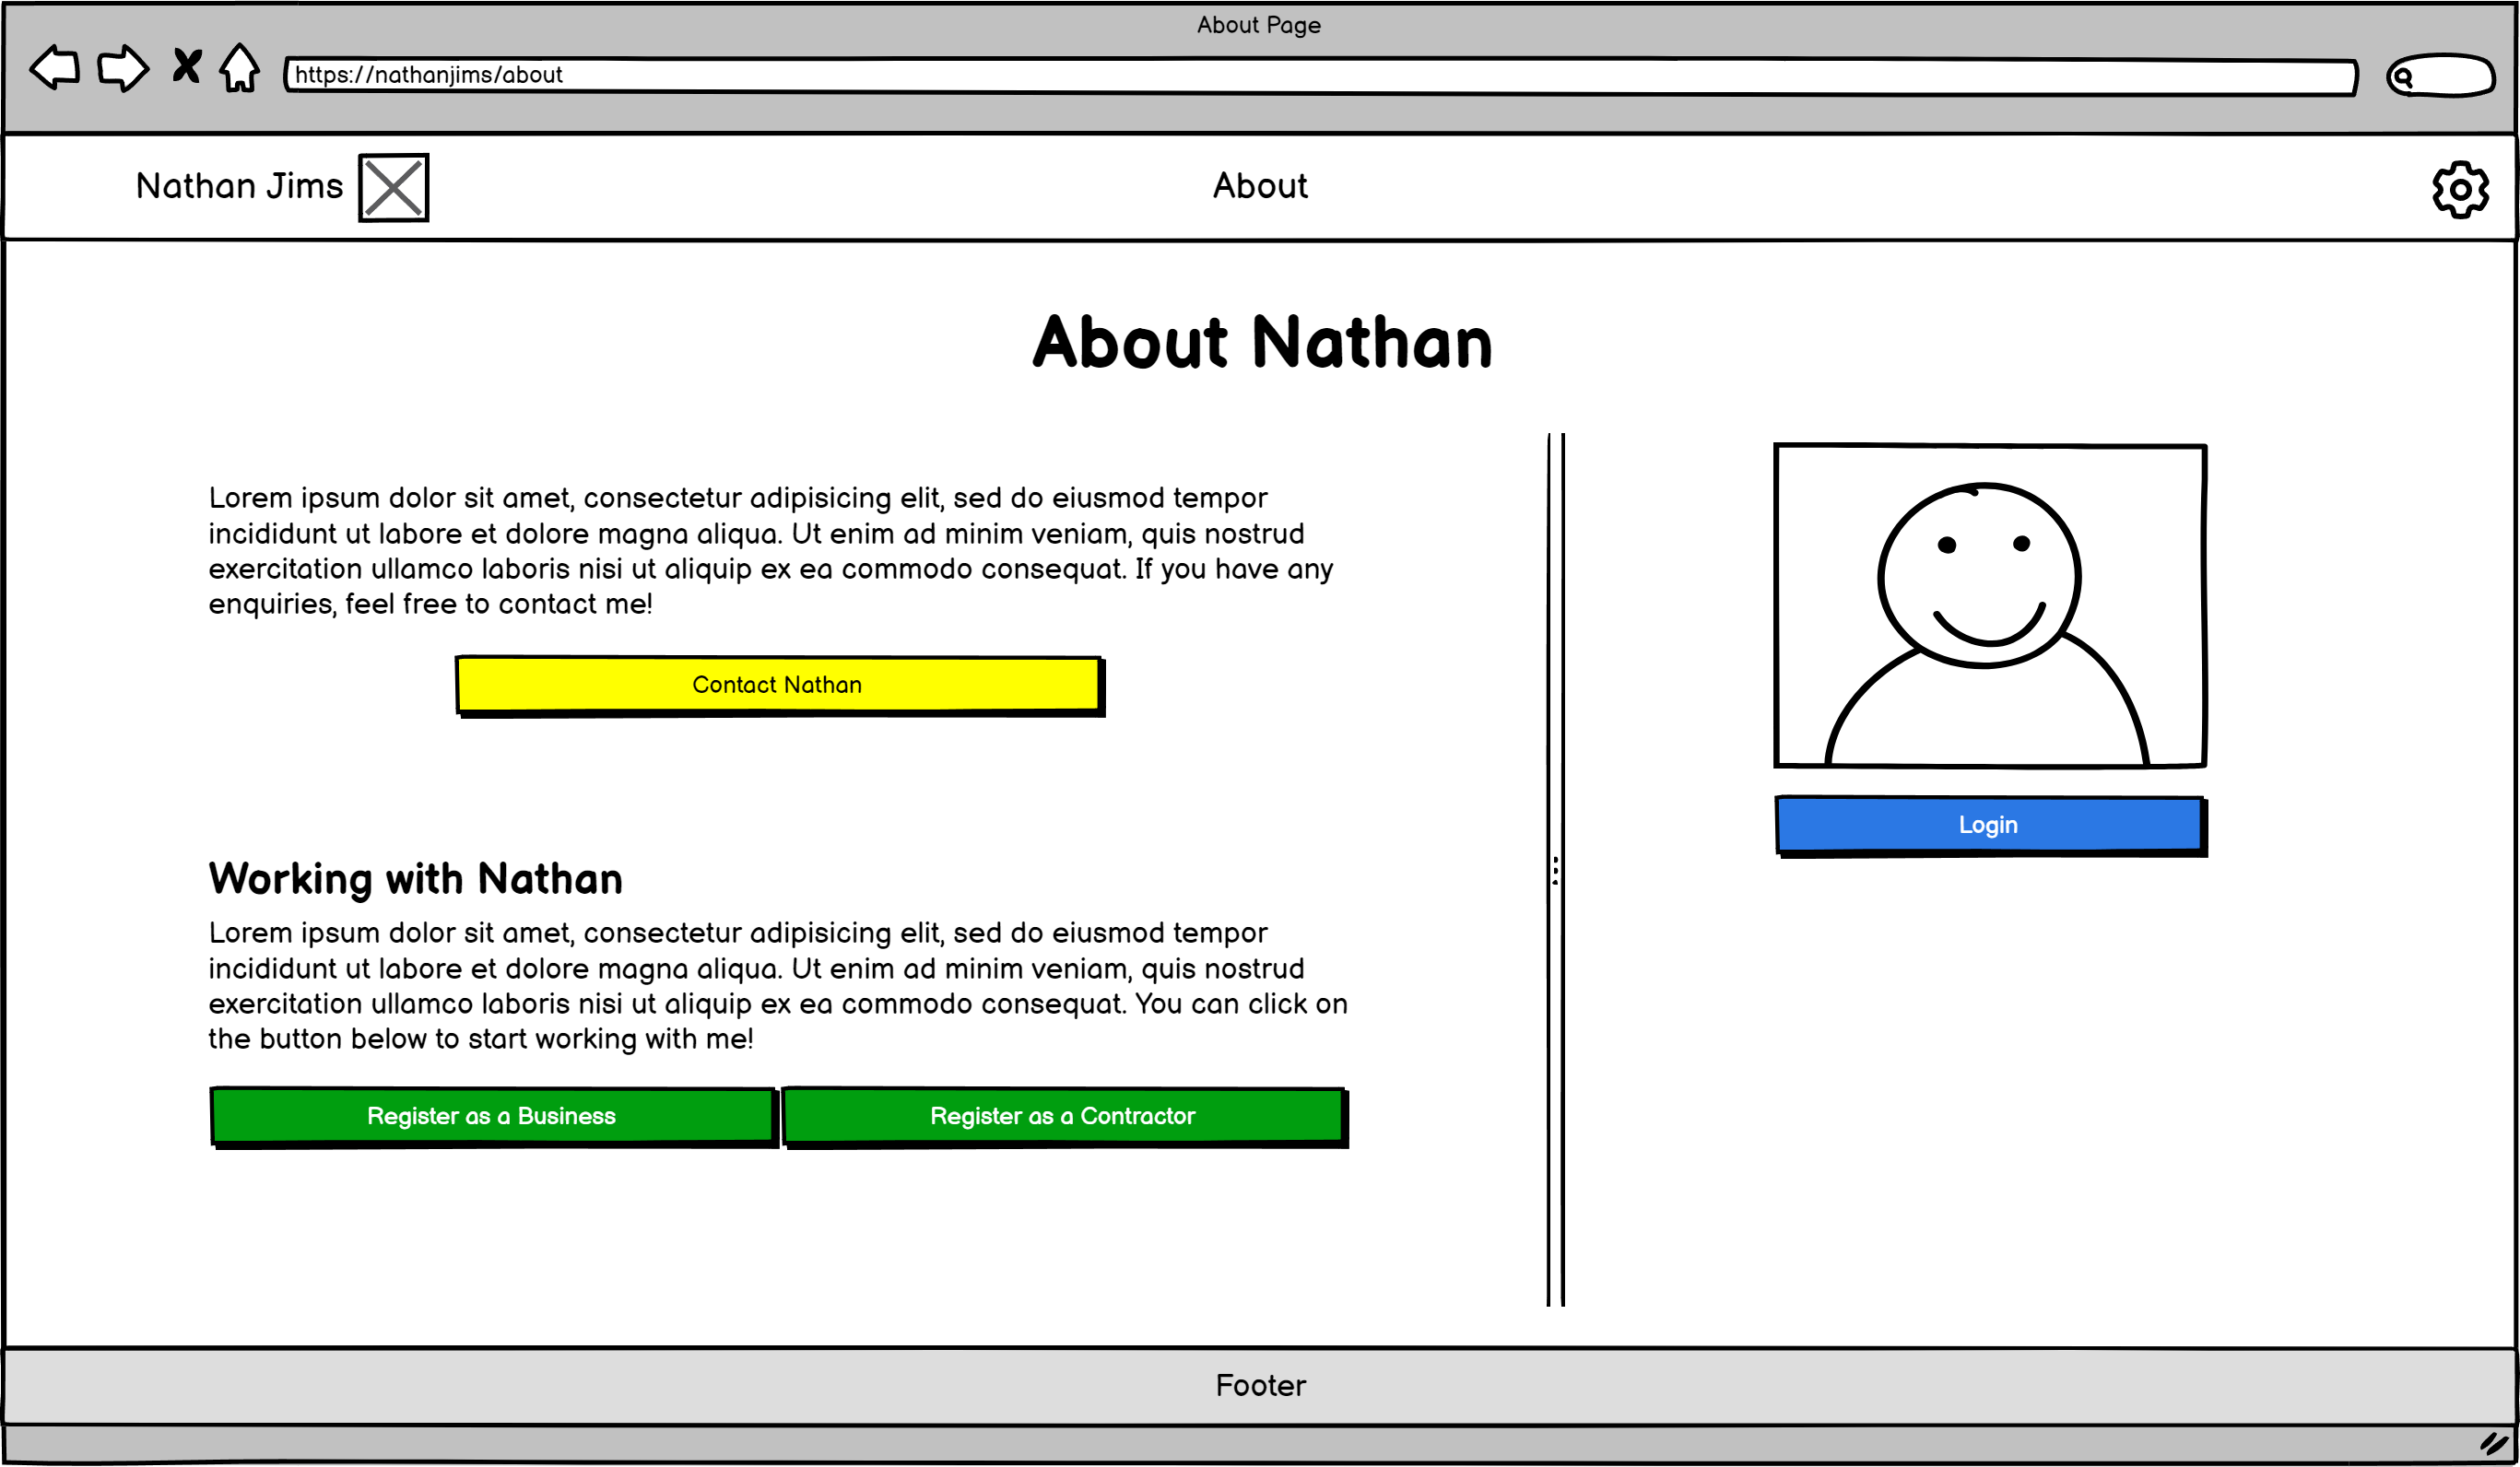 About Page
https://nathanjims/about
Nathan Jims
About
About Nathan
Lorem ipsum dolor sit amet, consectetur adipisicing elit, sed do eiusmod tempor
incididunt ut labore et dolore magna aliqua. Ut enim ad minim veniam, quis nostrud
exercitation ullamco laboris nisi ut aliquip ex ea commodo consequat. If you have any
enquiries, feel free to contact me!
Contact Nathan
Working with Nathan
Lorem ipsum dolor sit amet, consectetur adipisicing elit, sed do eiusmod tempor
incididunt ut labore et dolore magna aliqua. Ut enim ad minim veniam, quis nostrud
exercitation ullamco laboris nisi ut aliquip ex ea commodo consequat. You can click on
the button below to start working with me!
Register as a Business
Register as a Contractor
Login
Footer